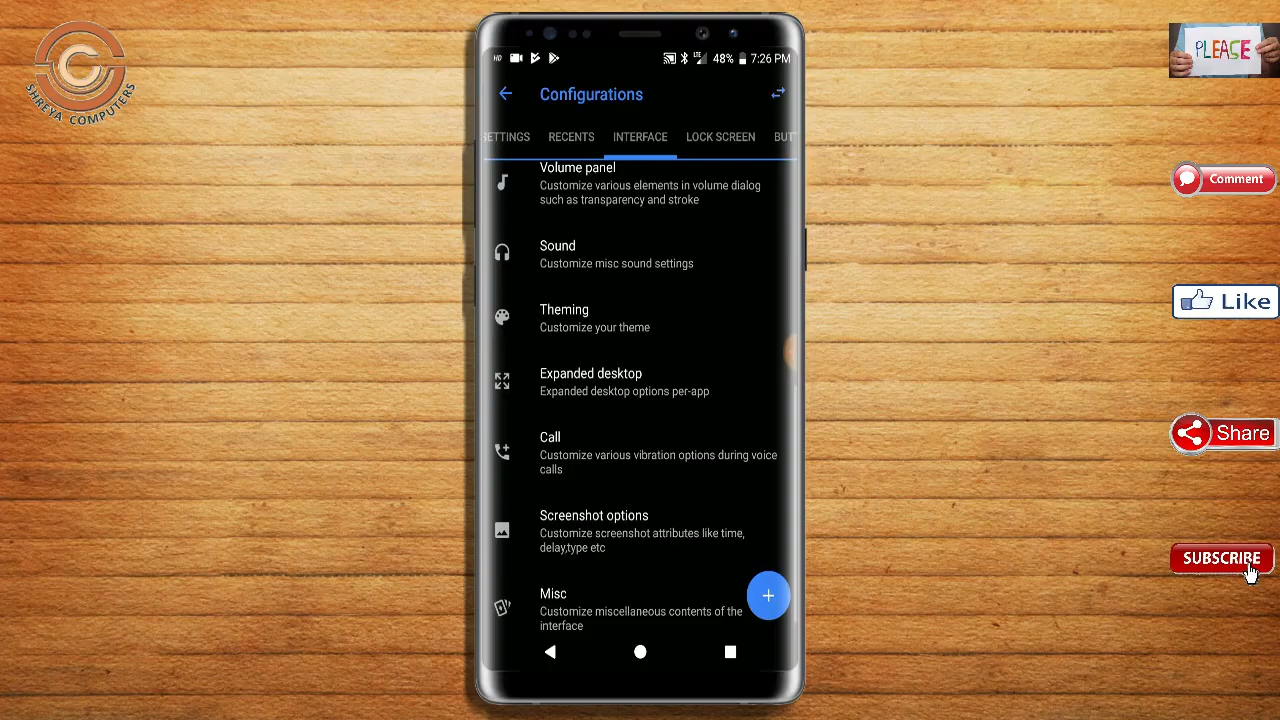 SHREYA COMPUTERS
HD
LTE
48%
7:26 PM
Configurations
SETTINGS
RECENTS
INTERFACE
LOCK SCREEN
BUT
Volume panel
Customize various elements in volume dialog
such as transparency and stroke
Sound
Customize misc sound settings
Theming
Customize your theme
Expanded desktop
Expanded desktop options per-app
Call
Customize various vibration options during voice
calls
Screenshot options
Customize screenshot attributes like time,
delay,type etc
Misc
Customize miscellaneous contents of the
interface
PLEASE
Comment
Like
Share
SUBSCRIBE